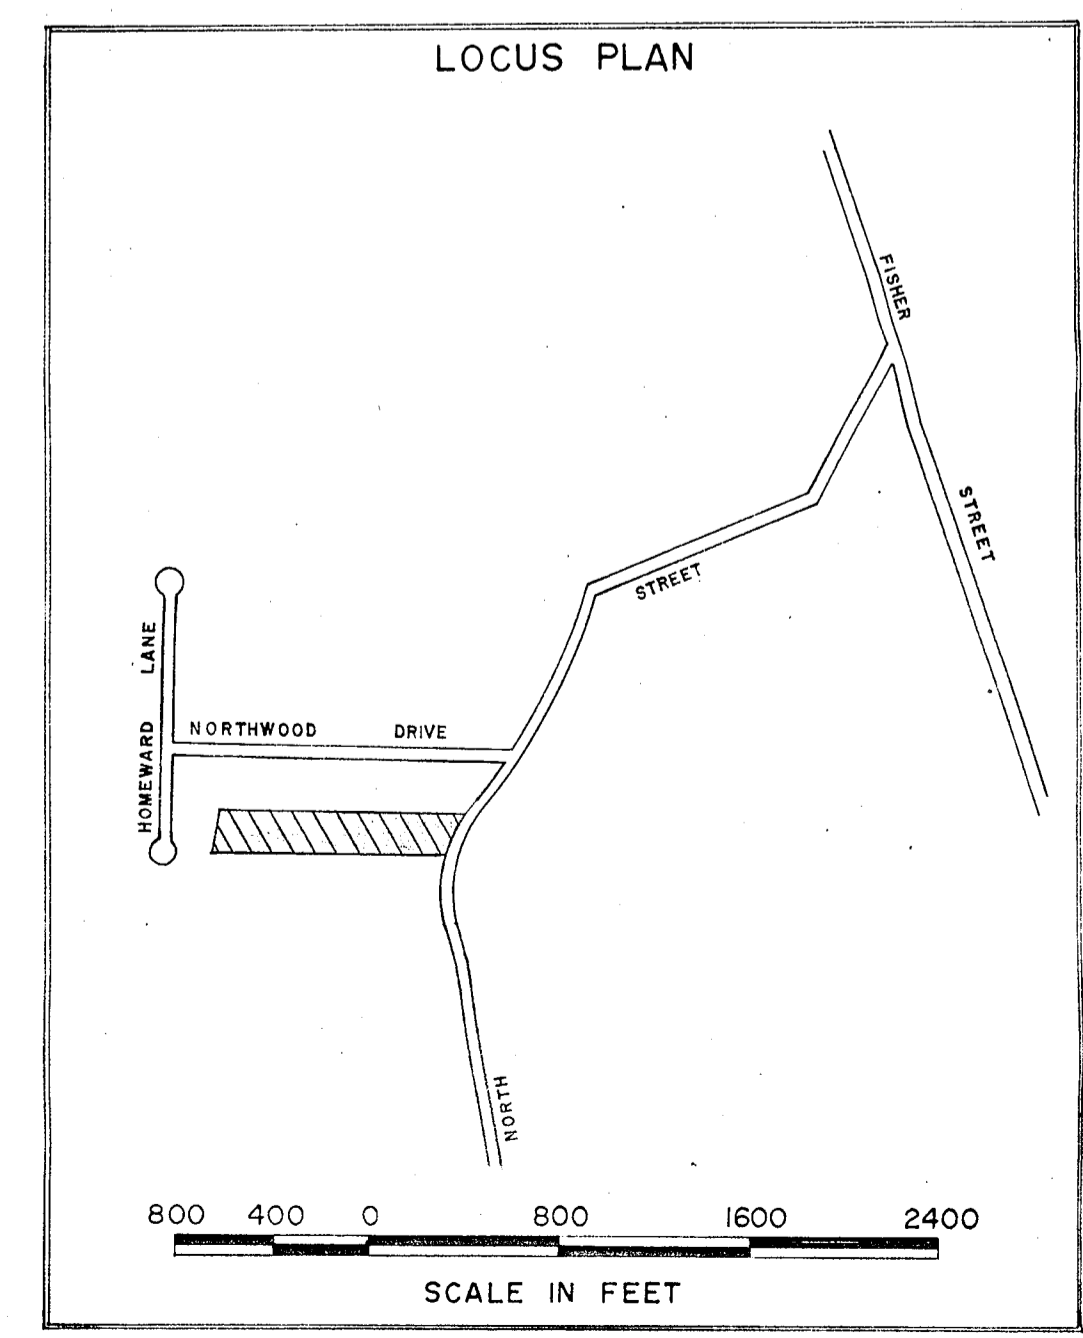 LOCUS PLAN
FISHER
STREET
STREET
HOMEWARD LANE
NORTHWOOD DRIVE
NORTH
800 400 0 800 1600 2400
SCALE IN FEET